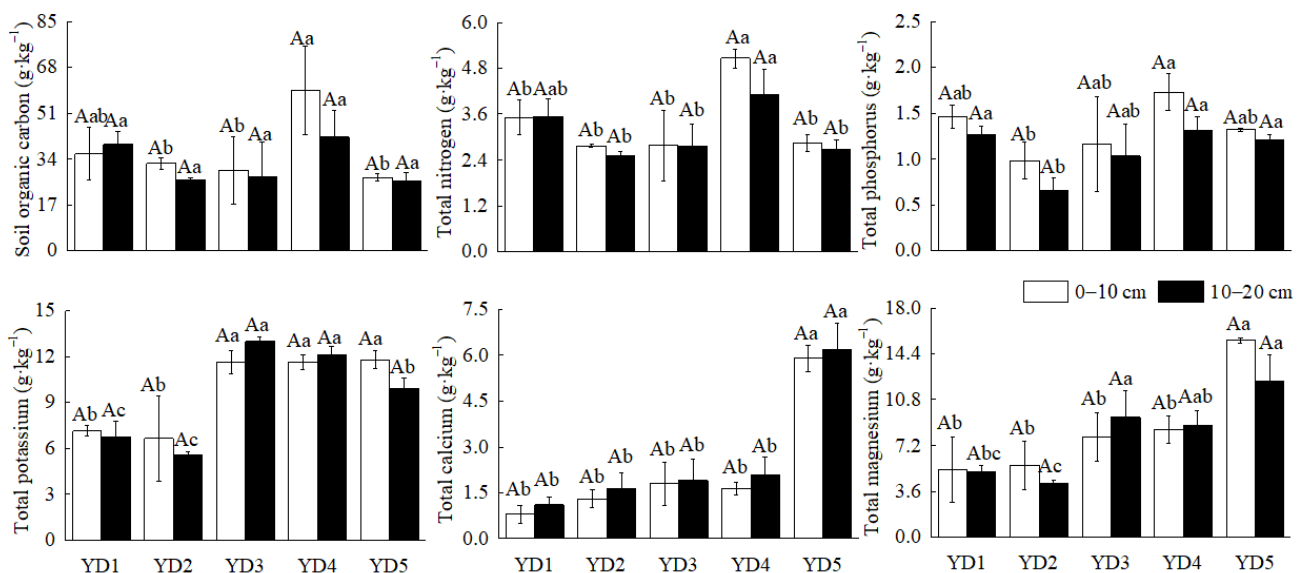 Soil organic carbon (g·kg⁻¹)
85
68
51
34
17
0
Aab Aa Ab Aa Ab Aa Aa Aa Ab Aa
Total nitrogen (g·kg⁻¹)
6.0
4.8
3.6
2.4
1.2
0.0
Ab Aab Ab Ab Ab Ab Aa Aa Ab Ab
Total phosphorus (g·kg⁻¹)
2.5
2.0
1.5
1.0
0.5
0.0
Aab Aa Ab Ab Aab Aab Aa Aa Aab Aa
0–10 cm 10–20 cm
Total potassium (g·kg⁻¹)
15
12
9
6
3
0
Ab Ac Ab Ac Aa Aa Aa Aa Aa Ab
YD1 YD2 YD3 YD4 YD5
Total calcium (g·kg⁻¹)
7.5
6.0
4.5
3.0
1.5
0.0
Ab Ab Ab Ab Ab Ab Ab Ab Aa Aa
YD1 YD2 YD3 YD4 YD5
Total magnesium (g·kg⁻¹)
18.0
14.4
10.8
7.2
3.6
0.0
Ab Abc Ab Ac Ab Aa Ab Aab Aa Aa
YD1 YD2 YD3 YD4 YD5